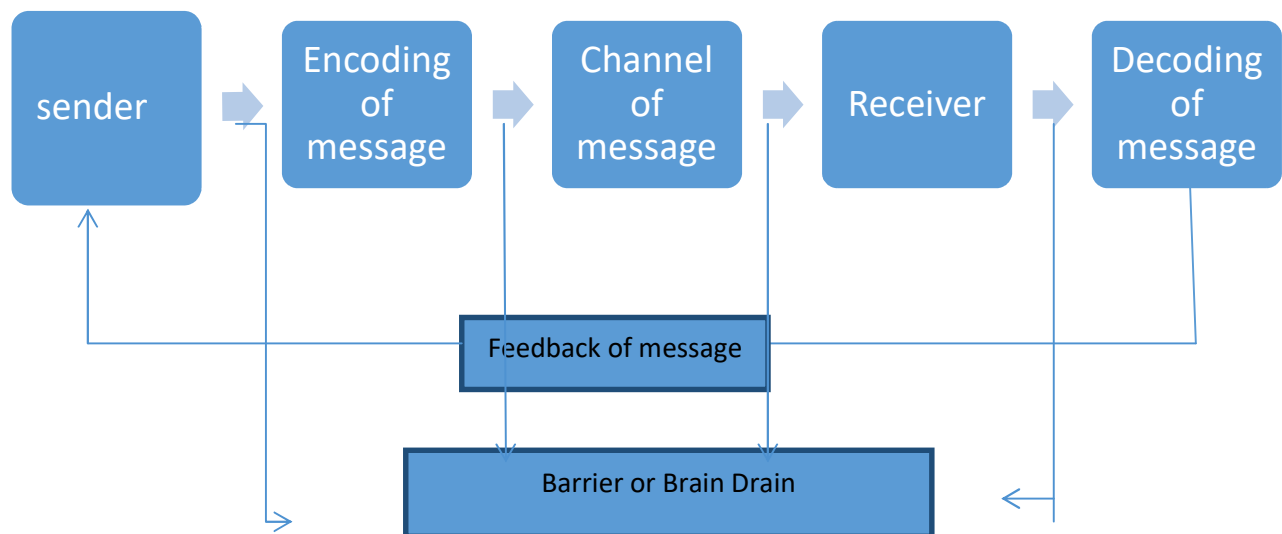 sender
Encoding
of
message
Channel
of
message
Receiver
Decoding
of
message
Feedback of message
Barrier or Brain Drain